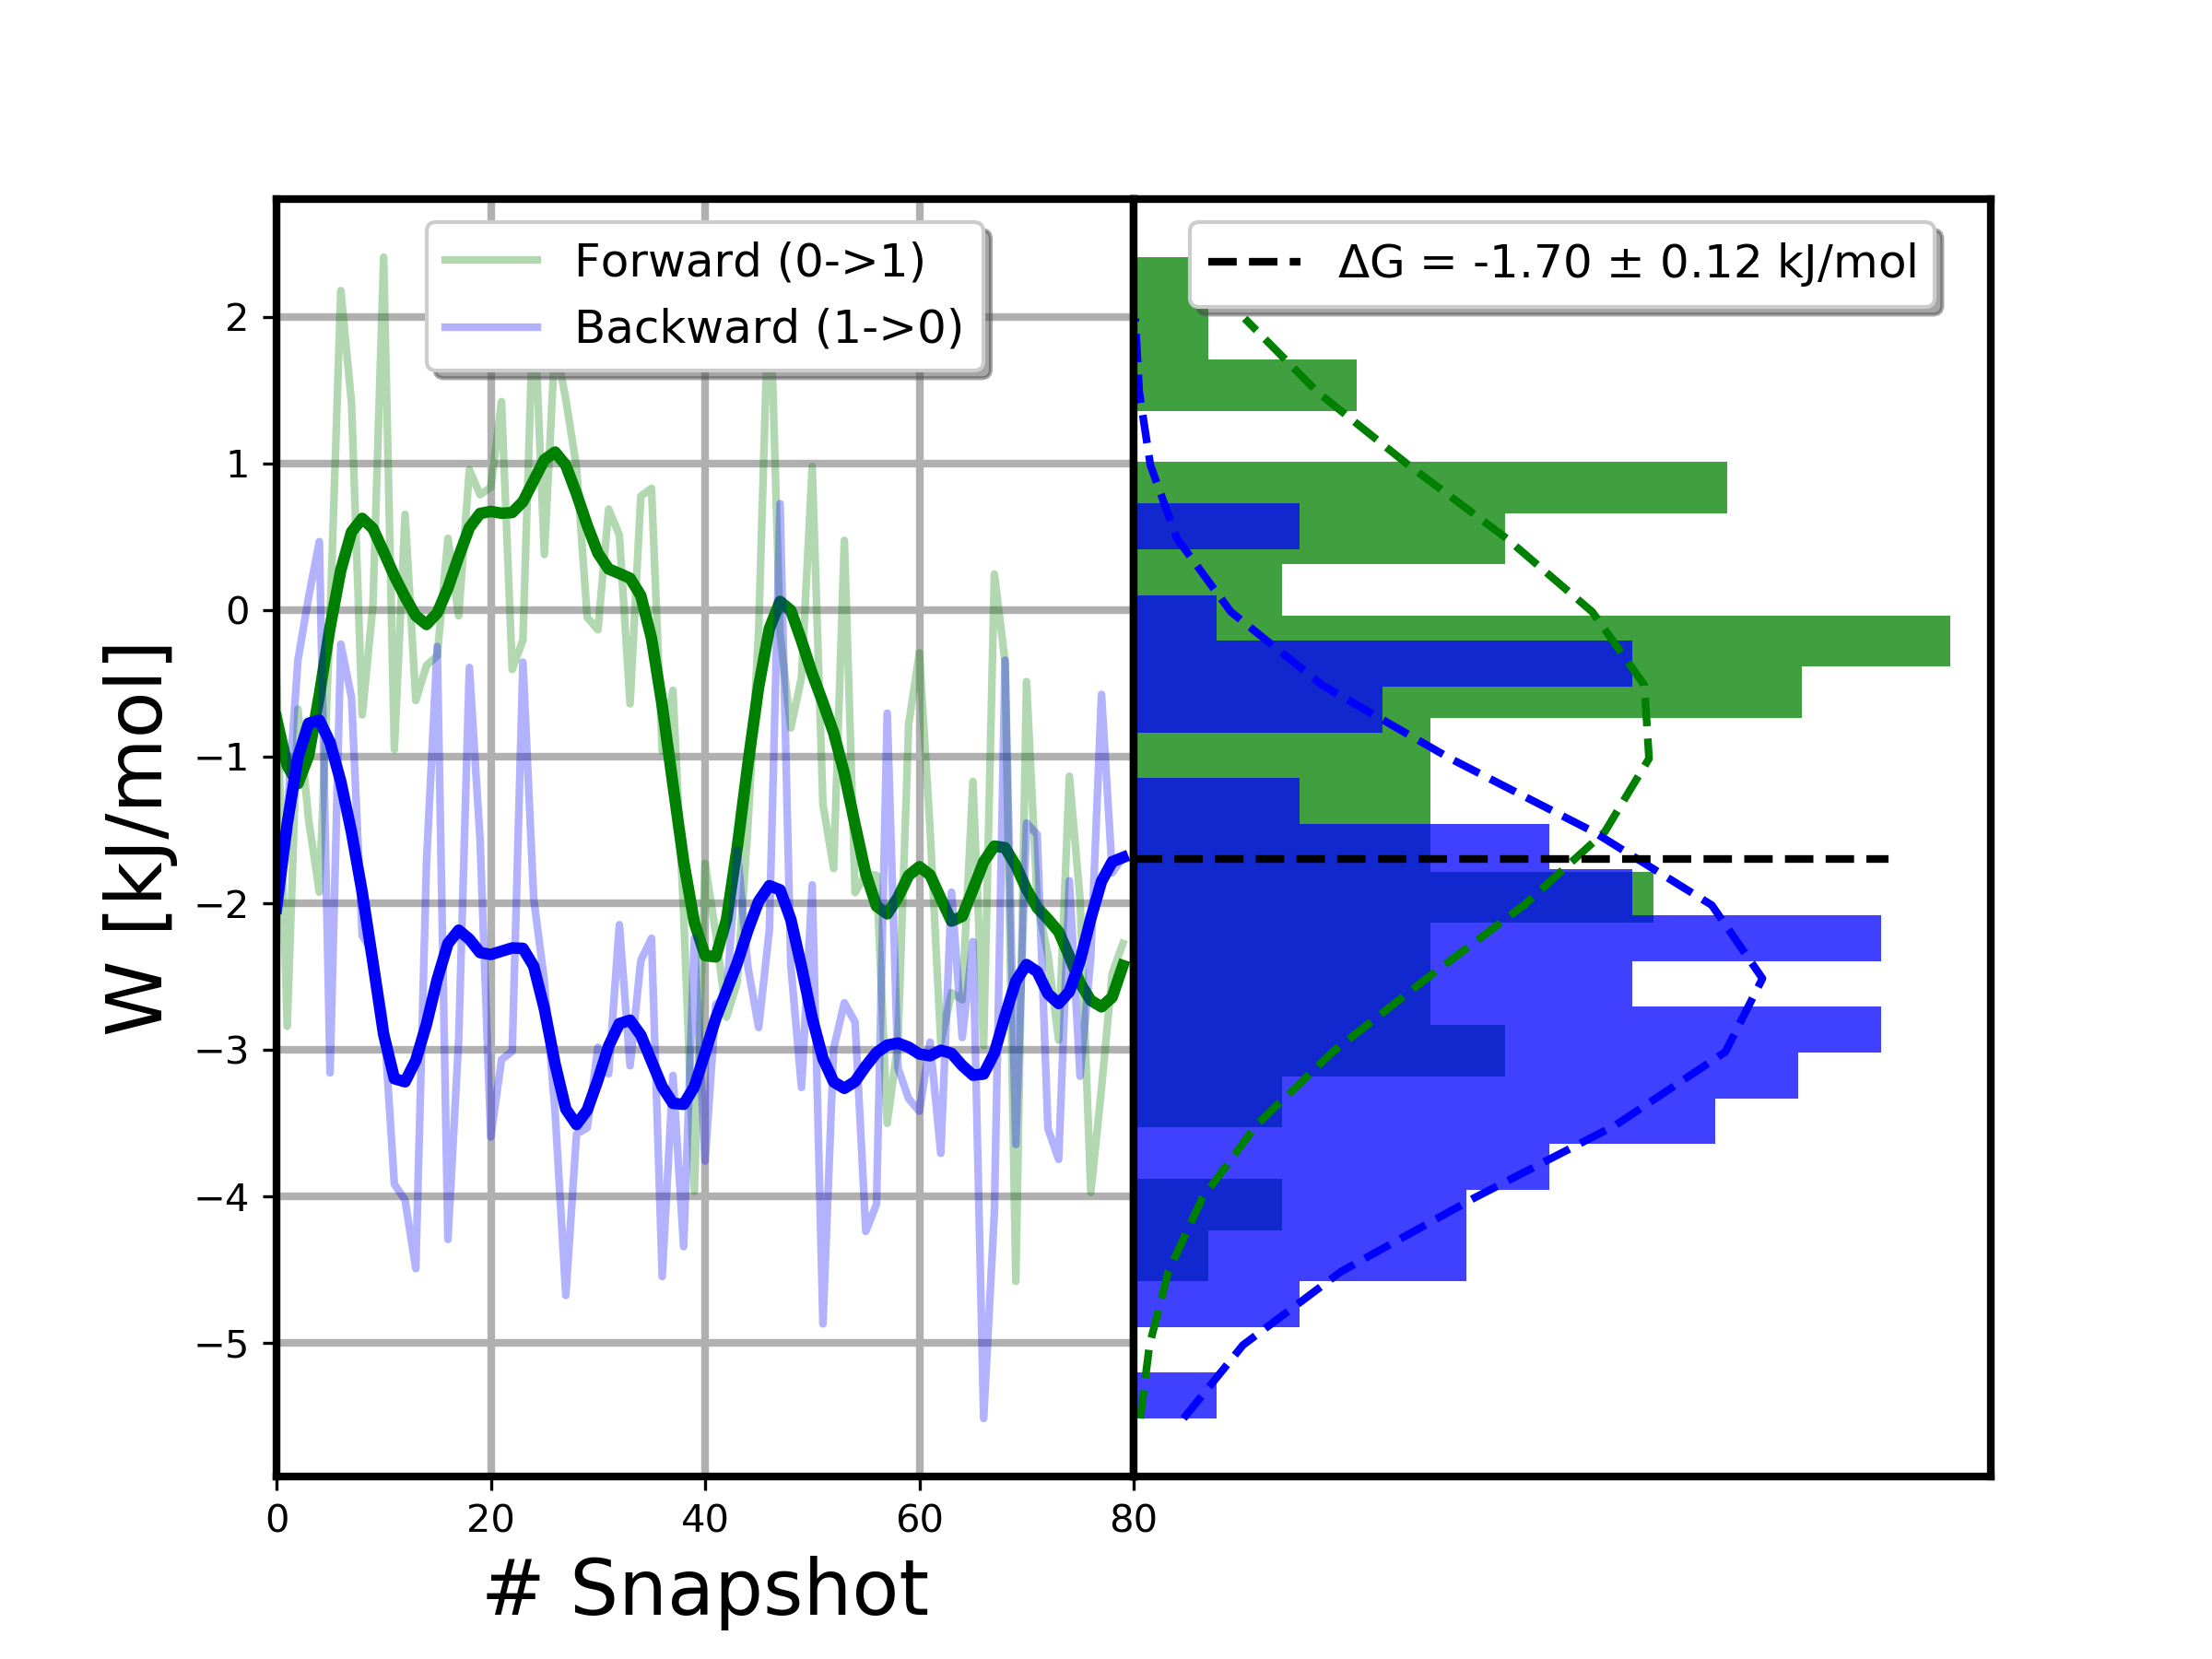 Forward (0->1)
Backward (1->0)
ΔG = -1.70 ± 0.12 kJ/mol
2
1
0
−1
−2
−3
−4
−5
W [kJ/mol]
0 20 40 60 80
# Snapshot